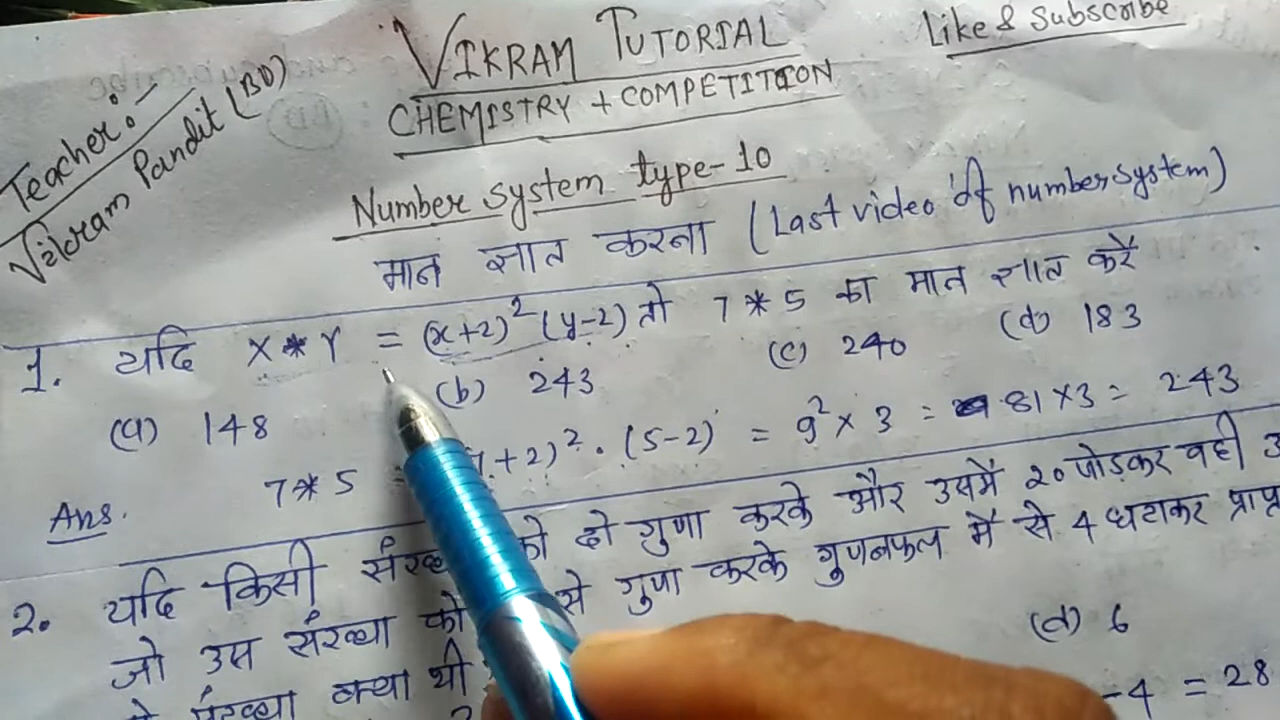 VIKRAM TUTORIAL
Like & Subscribe
CHEMISTRY + COMPETITION
Teacher:-
Vikram Pandit (BD)
Number system type-10
मान ज्ञात करना (Last video of number system)
1. यदि X * Y = (x+2)² (y-2) तो 7 * 5 का मान ज्ञात करें
(a) 148 (b) 243 (c) 240 (d) 183
Ans. 7 * 5 = +2)² . (5-2) = 9² × 3 = 81 × 3 = 243
2. यदि किसी को दो गुणा करके और उसमें 20 जोड़कर वही
जो उस संख्या को से गुणा करके गुणनफल में से 4 घटाकर
संख्या क्या थी
(d) 6
-4 = 28